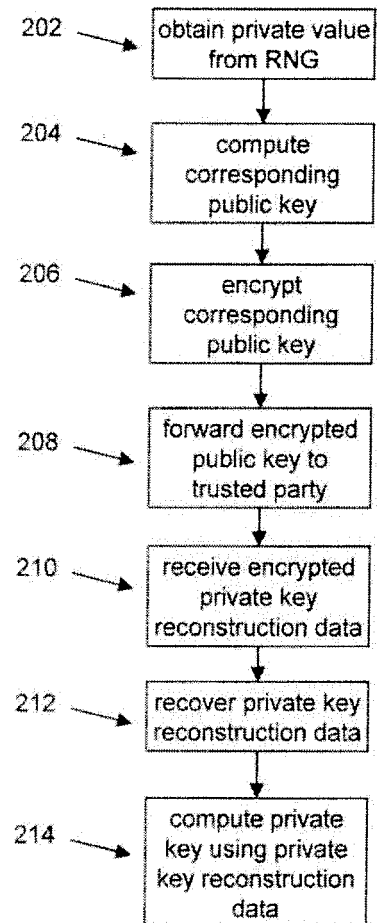 202
obtain private value
from RNG
204
compute
corresponding
public key
206
encrypt
corresponding
public key
208
forward encrypted
public key to
trusted party
210
receive encrypted
private key
reconstruction data
212
recover private key
reconstruction data
214
compute private
key using private
key reconstruction
data